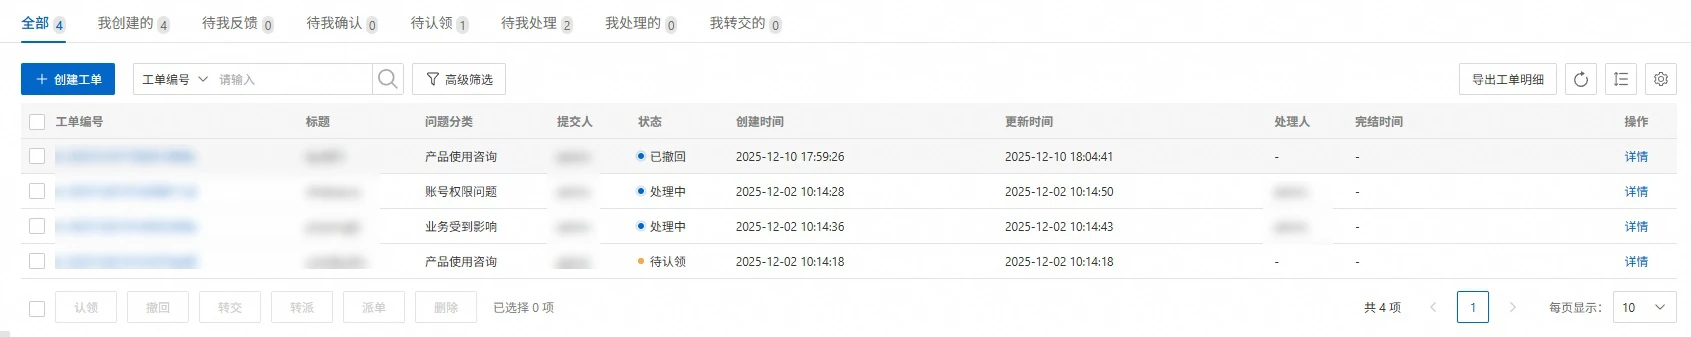 全部 4 我创建的 4 待我反馈 0 待我确认 0 待认领 1 待我处理 2 我处理的 0 我转交的 0
创建工单 工单编号 请输入 高级筛选 导出工单明细
工单编号 标题 问题分类 提交人 状态 创建时间 更新时间 处理人 完结时间 操作
产品使用咨询 已撤回 2025-12-10 17:59:26 2025-12-10 18:04:41 - - 详情
账号权限问题 处理中 2025-12-02 10:14:28 2025-12-02 10:14:50 - 详情
业务受到影响 处理中 2025-12-02 10:14:36 2025-12-02 10:14:43 - 详情
产品使用咨询 待认领 2025-12-02 10:14:18 2025-12-02 10:14:18 - - 详情
认领 撤回 转交 转派 派单 删除 已选择 0 项 共 4 项 1 每页显示: 10